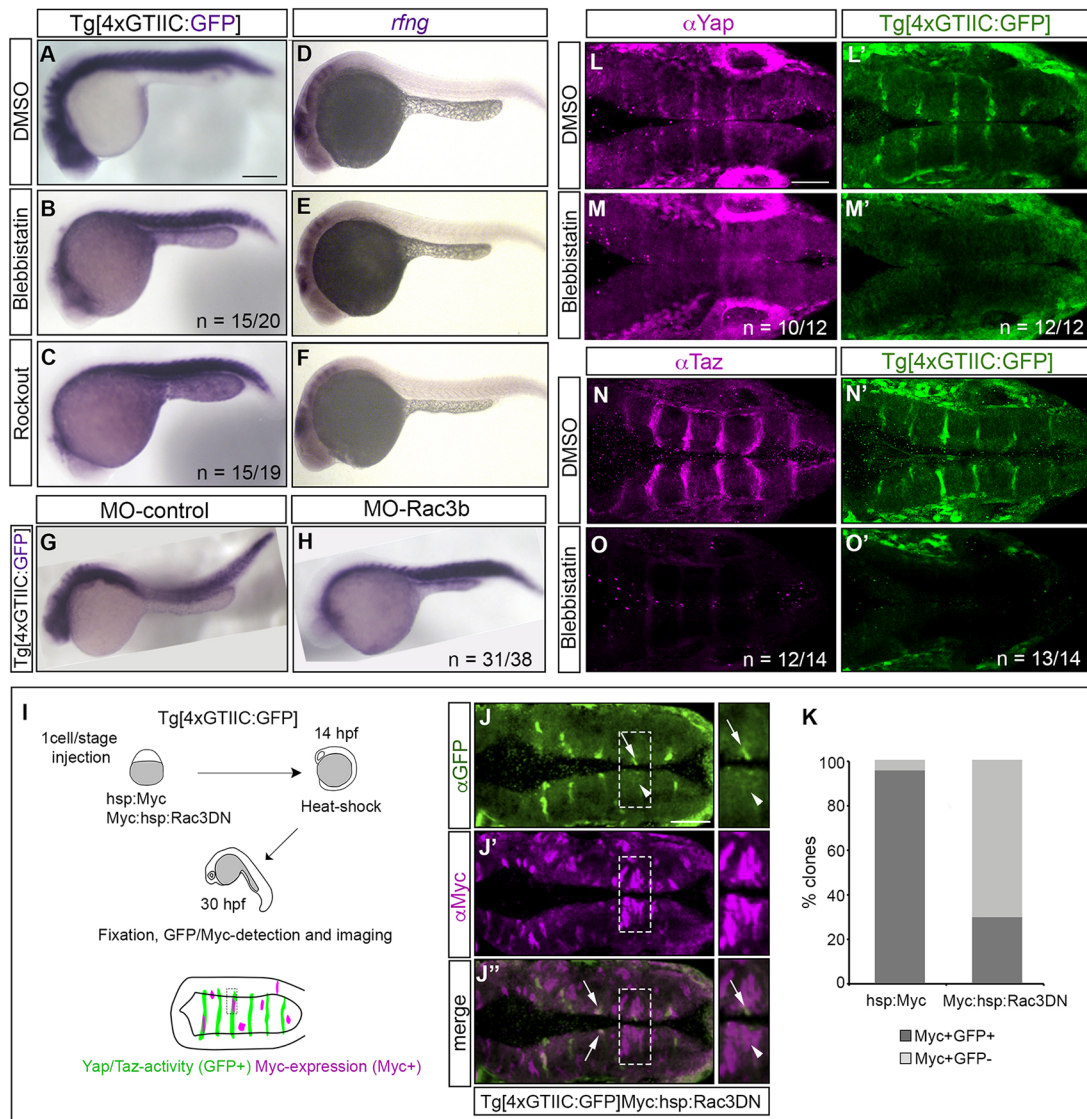 Tg[4xGTIIC:GFP]
rfng
DMSO
A
D
Blebbistatin
B
n = 15/20
E
Rockout
C
n = 15/19
F
MO-control
MO-Rac3b
Tg[4xGTIIC:GFP]
G
H
n = 31/38
αYap
Tg[4xGTIIC:GFP]
DMSO
L
L'
Blebbistatin
M
n = 10/12
M'
n = 12/12
αTaz
Tg[4xGTIIC:GFP]
DMSO
N
N'
Blebbistatin
O
n = 12/14
O'
n = 13/14
I
Tg[4xGTIIC:GFP]
1cell/stage
injection
hsp:Myc
Myc:hsp:Rac3DN
14 hpf
Heat-shock
30 hpf
Fixation, GFP/Myc-detection and imaging
Yap/Taz-activity (GFP+) Myc-expression (Myc+)
αGFP
J
αMyc
J'
merge
J''
Tg[4xGTIIC:GFP]Myc:hsp:Rac3DN
K
% clones
100
80
60
40
20
0
hsp:Myc
Myc:hsp:Rac3DN
Myc+GFP+
Myc+GFP-